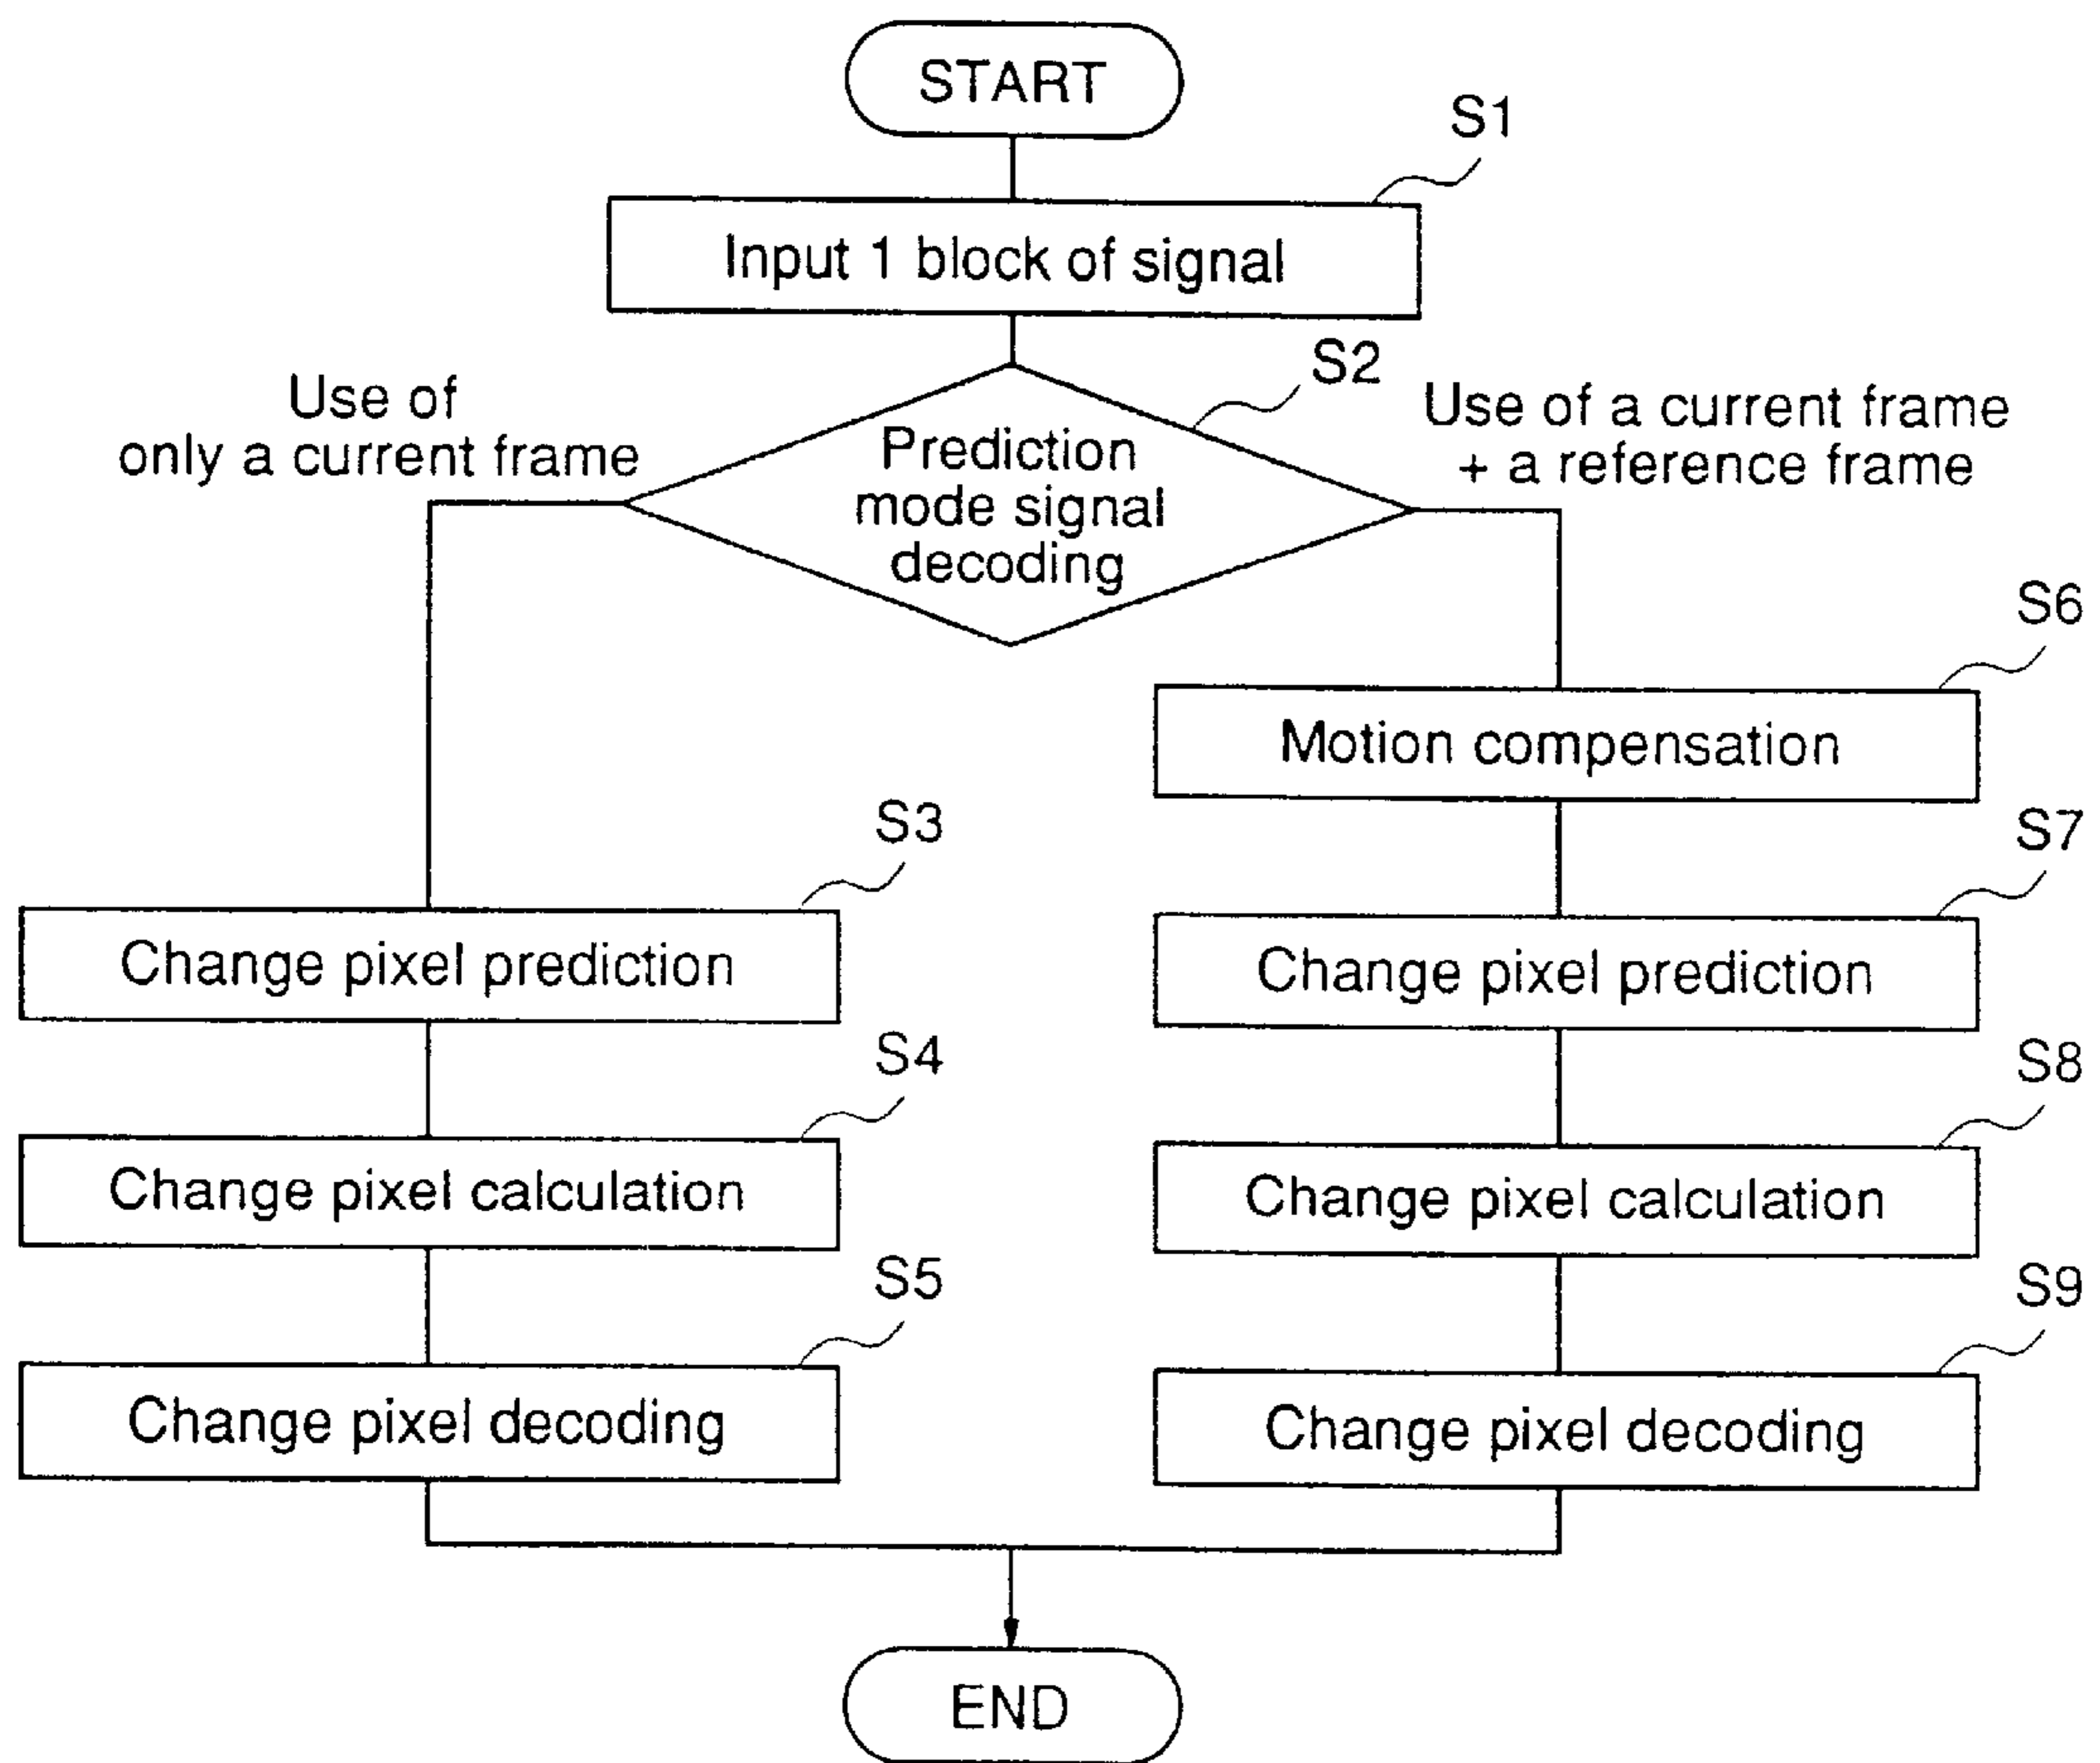 START
S1
Input 1 block of signal
S2
Use of
only a current frame
Prediction
mode signal
decoding
Use of a current frame
+ a reference frame
S6
Motion compensation
S3
Change pixel prediction
S7
Change pixel prediction
S4
Change pixel calculation
S8
Change pixel calculation
S5
Change pixel decoding
S9
Change pixel decoding
END